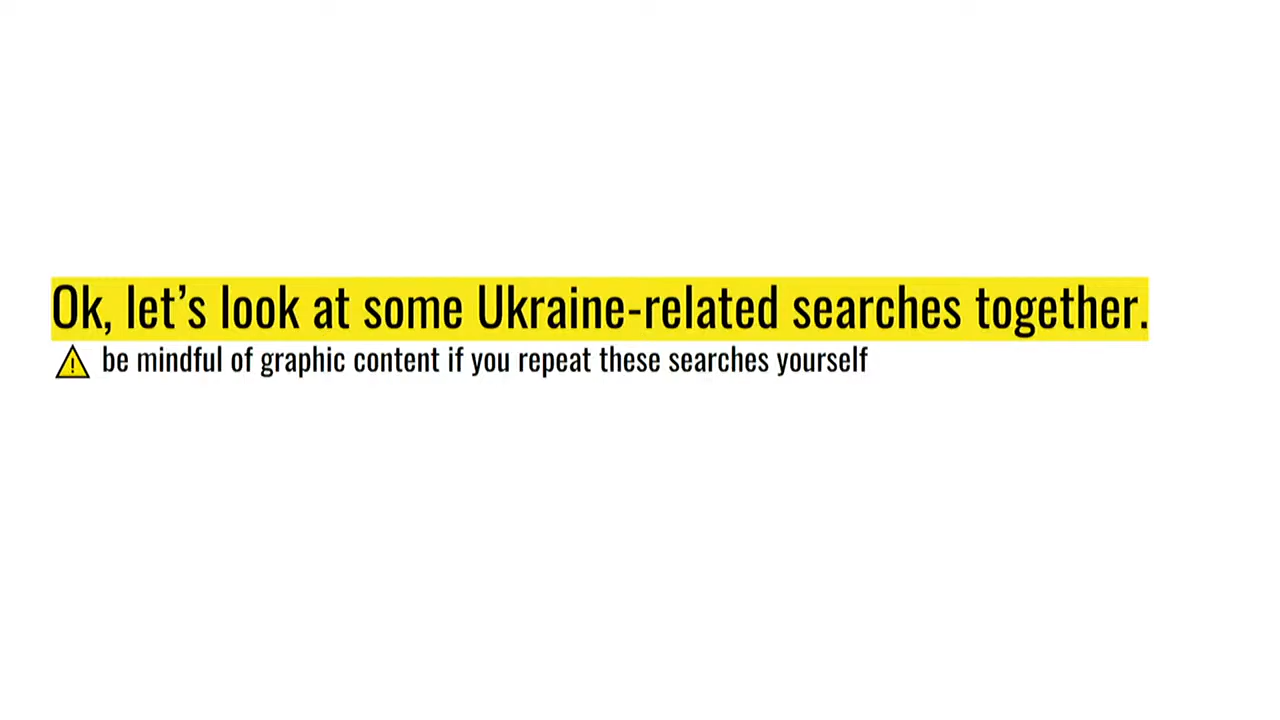 Ok, let’s look at some Ukraine-related searches together.
⚠ be mindful of graphic content if you repeat these searches yourself